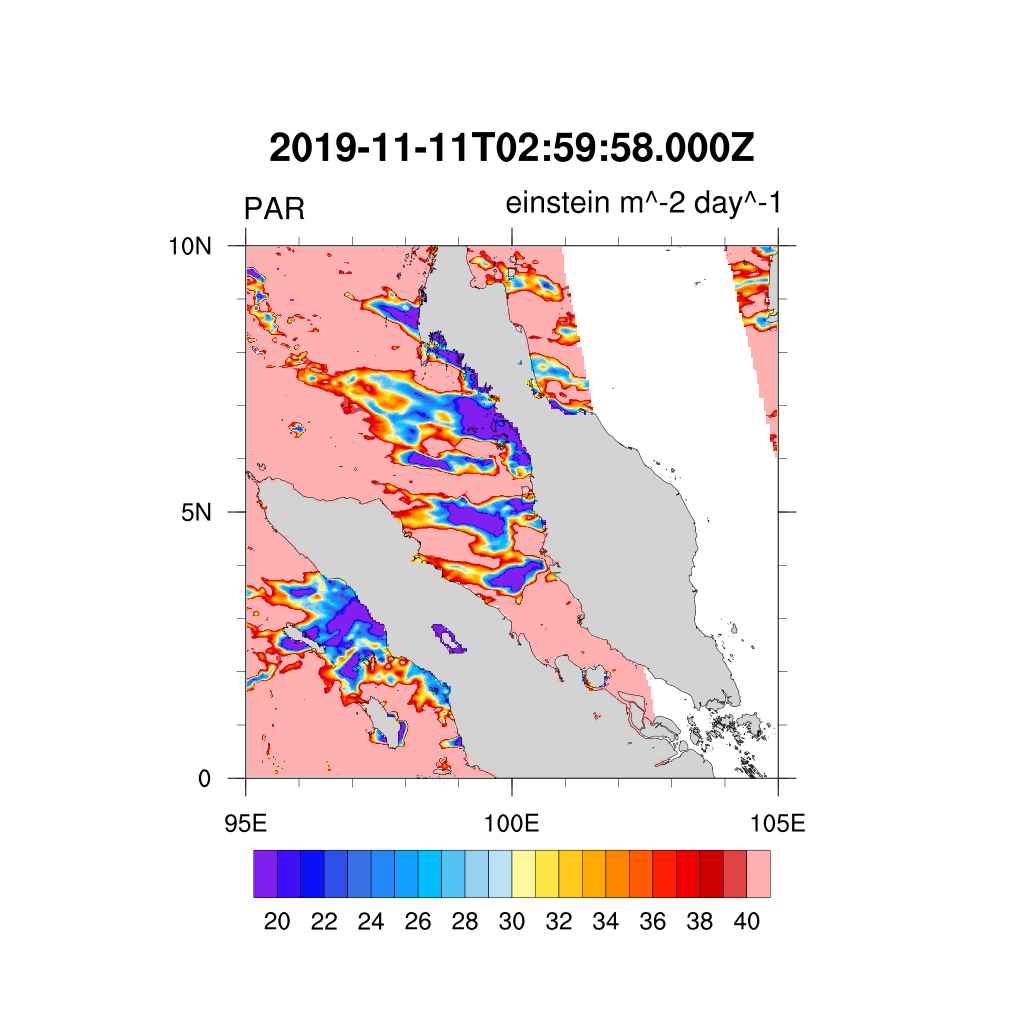 2019-11-11T02:59:58.000Z
PAR einstein m^-2 day^-1
10N
5N
0
95E 100E 105E
20 22 24 26 28 30 32 34 36 38 40